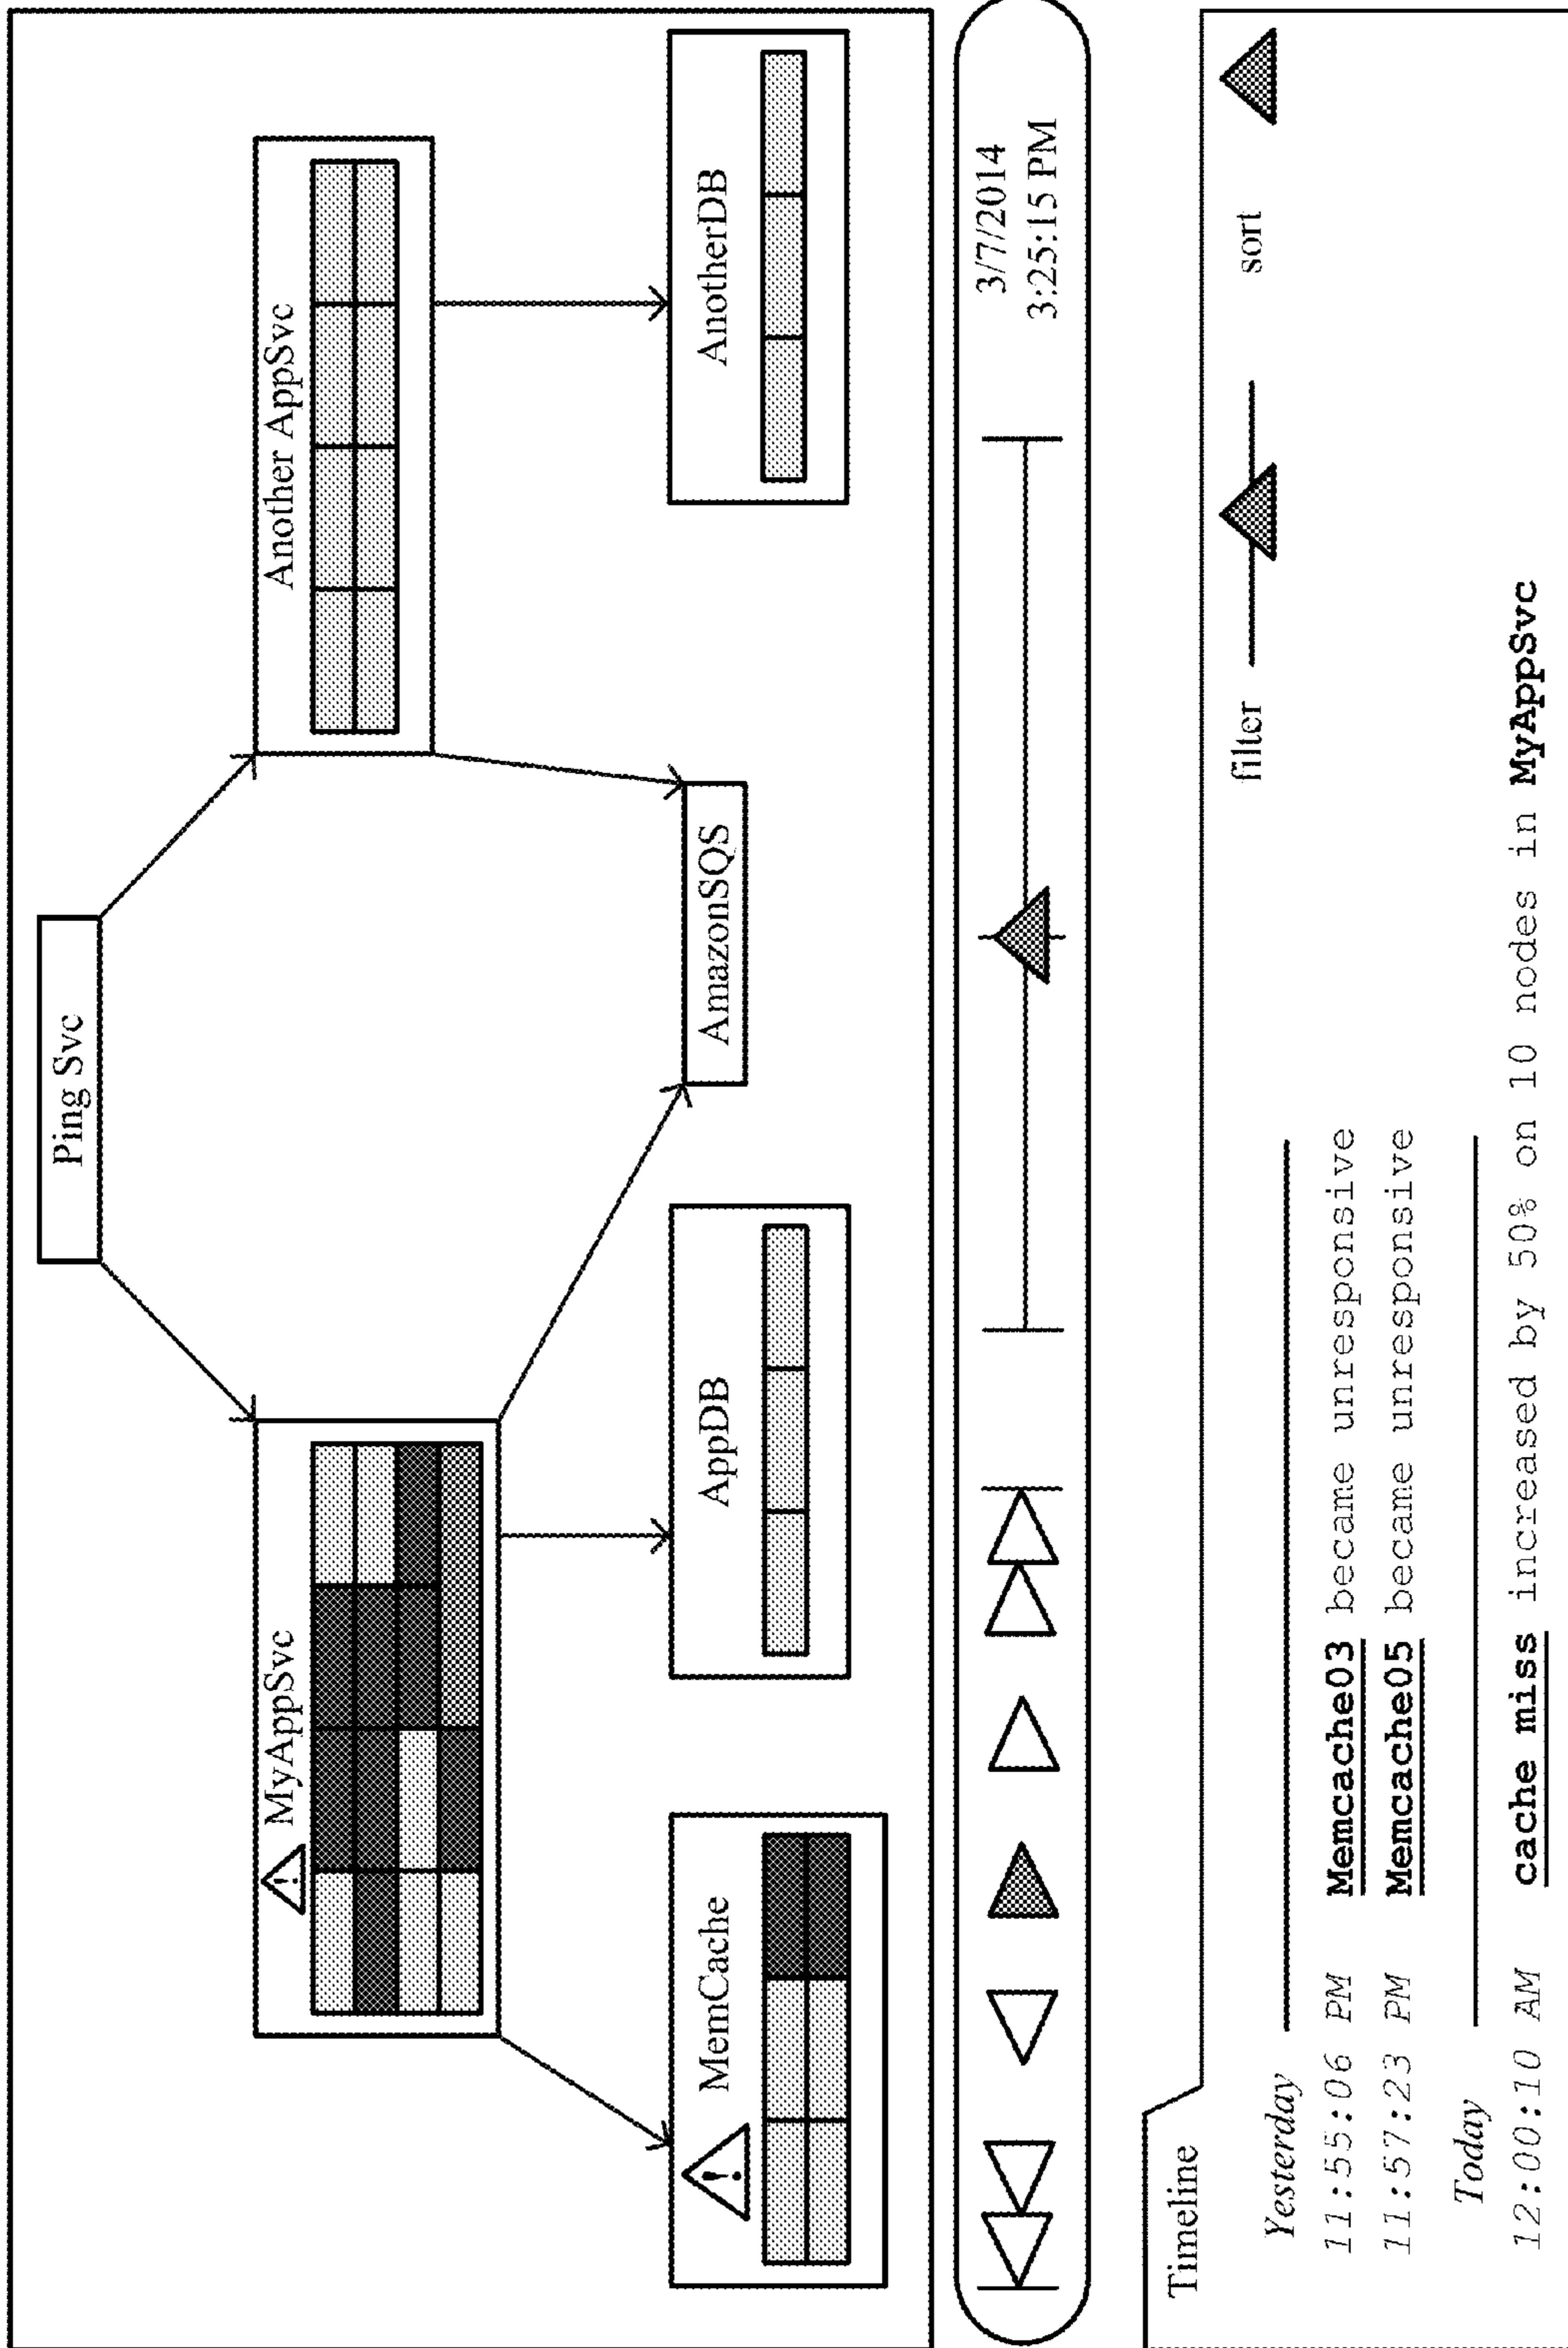 Ping Svc
! MyAppSvc
Another AppSvc
! MemCache
AppDB
AmazonSQS
AnotherDB
3/7/2014
3:25:15 PM
Timeline
filter
sort
Yesterday
11:55:06 PM Memcache03 became unresponsive
11:57:23 PM Memcache05 became unresponsive
Today
12:00:10 AM cache miss increased by 50% on 10 nodes in MyAppSvc